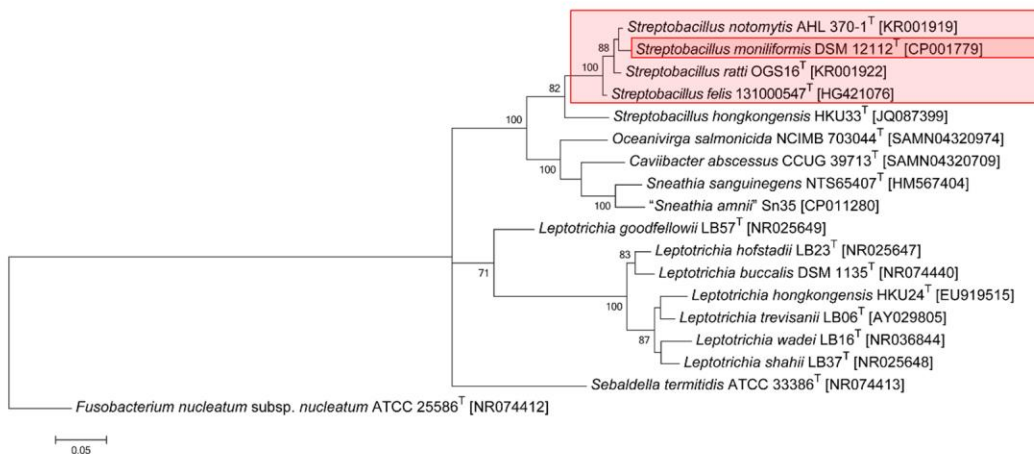 Streptobacillus notomytis AHL 370-1T [KR001919]
88
Streptobacillus moniliformis DSM 12112T [CP001779]
100
Streptobacillus ratti OGS16T [KR001922]
82
Streptobacillus felis 131000547T [HG421076]
Streptobacillus hongkongensis HKU33T [JQ087399]
100
Oceanivirga salmonicida NCIMB 703044T [SAMN04320974]
Caviibacter abscessus CCUG 39713T [SAMN04320709]
100
Sneathia sanguinegens NTS65407T [HM567404]
100
“Sneathia amnii” Sn35 [CP011280]
Leptotrichia goodfellowii LB57T [NR025649]
Leptotrichia hofstadii LB23T [NR025647]
83
71
Leptotrichia buccalis DSM 1135T [NR074440]
Leptotrichia hongkongensis HKU24T [EU919515]
100
Leptotrichia trevisanii LB06T [AY029805]
87
Leptotrichia wadei LB16T [NR036844]
Leptotrichia shahii LB37T [NR025648]
Sebaldella termitidis ATCC 33386T [NR074413]
Fusobacterium nucleatum subsp. nucleatum ATCC 25586T [NR074412]
0.05